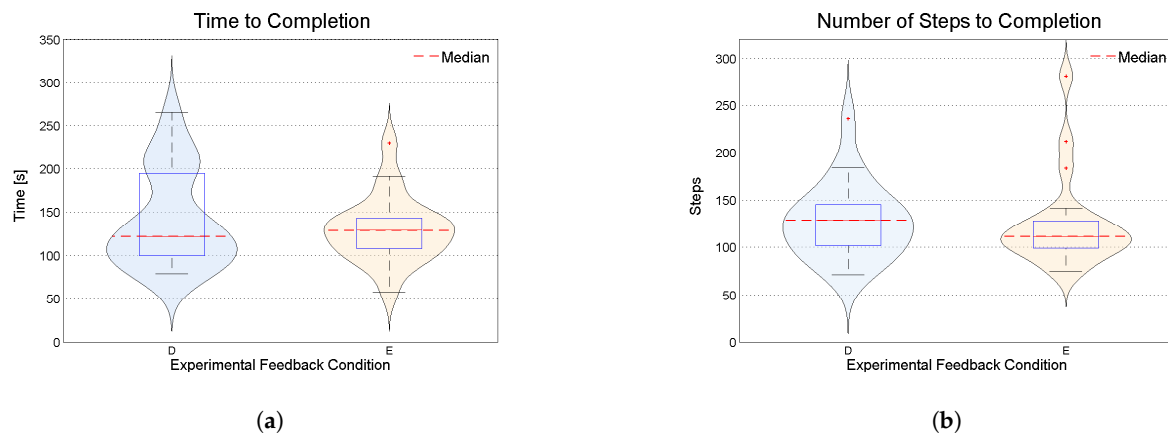 Time to Completion
350
300
250
200
150
100
50
0
Time [s]
Median
D
E
Experimental Feedback Condition
(a)
Number of Steps to Completion
300
250
200
150
100
50
0
Steps
Median
D
E
Experimental Feedback Condition
(b)